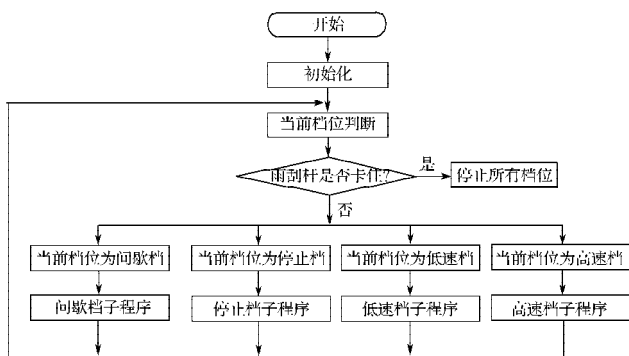 开始
初始化
当前档位判断
雨刮杆是否卡住?
是
停止所有档位
否
当前档位为间歇档
当前档位为停止档
当前档位为低速档
当前档位为高速档
间歇档子程序
停止档子程序
低速档子程序
高速档子程序